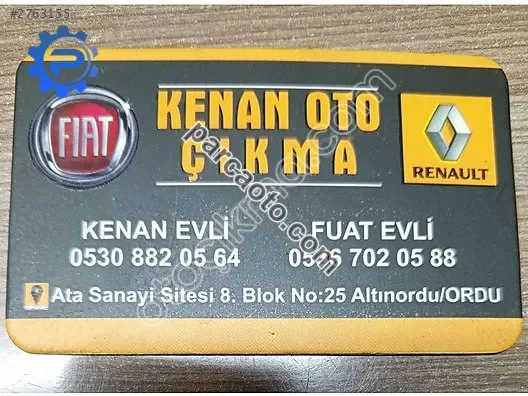 #2763155
FIAT
KENAN OTO
ÇIKMA
RENAULT
KENAN EVLİ
0530 882 05 64
FUAT EVLİ
702 05 88
Ata Sanayi Sitesi 8. Blok No:25 Altınordu/ORDU
parcaoto.com